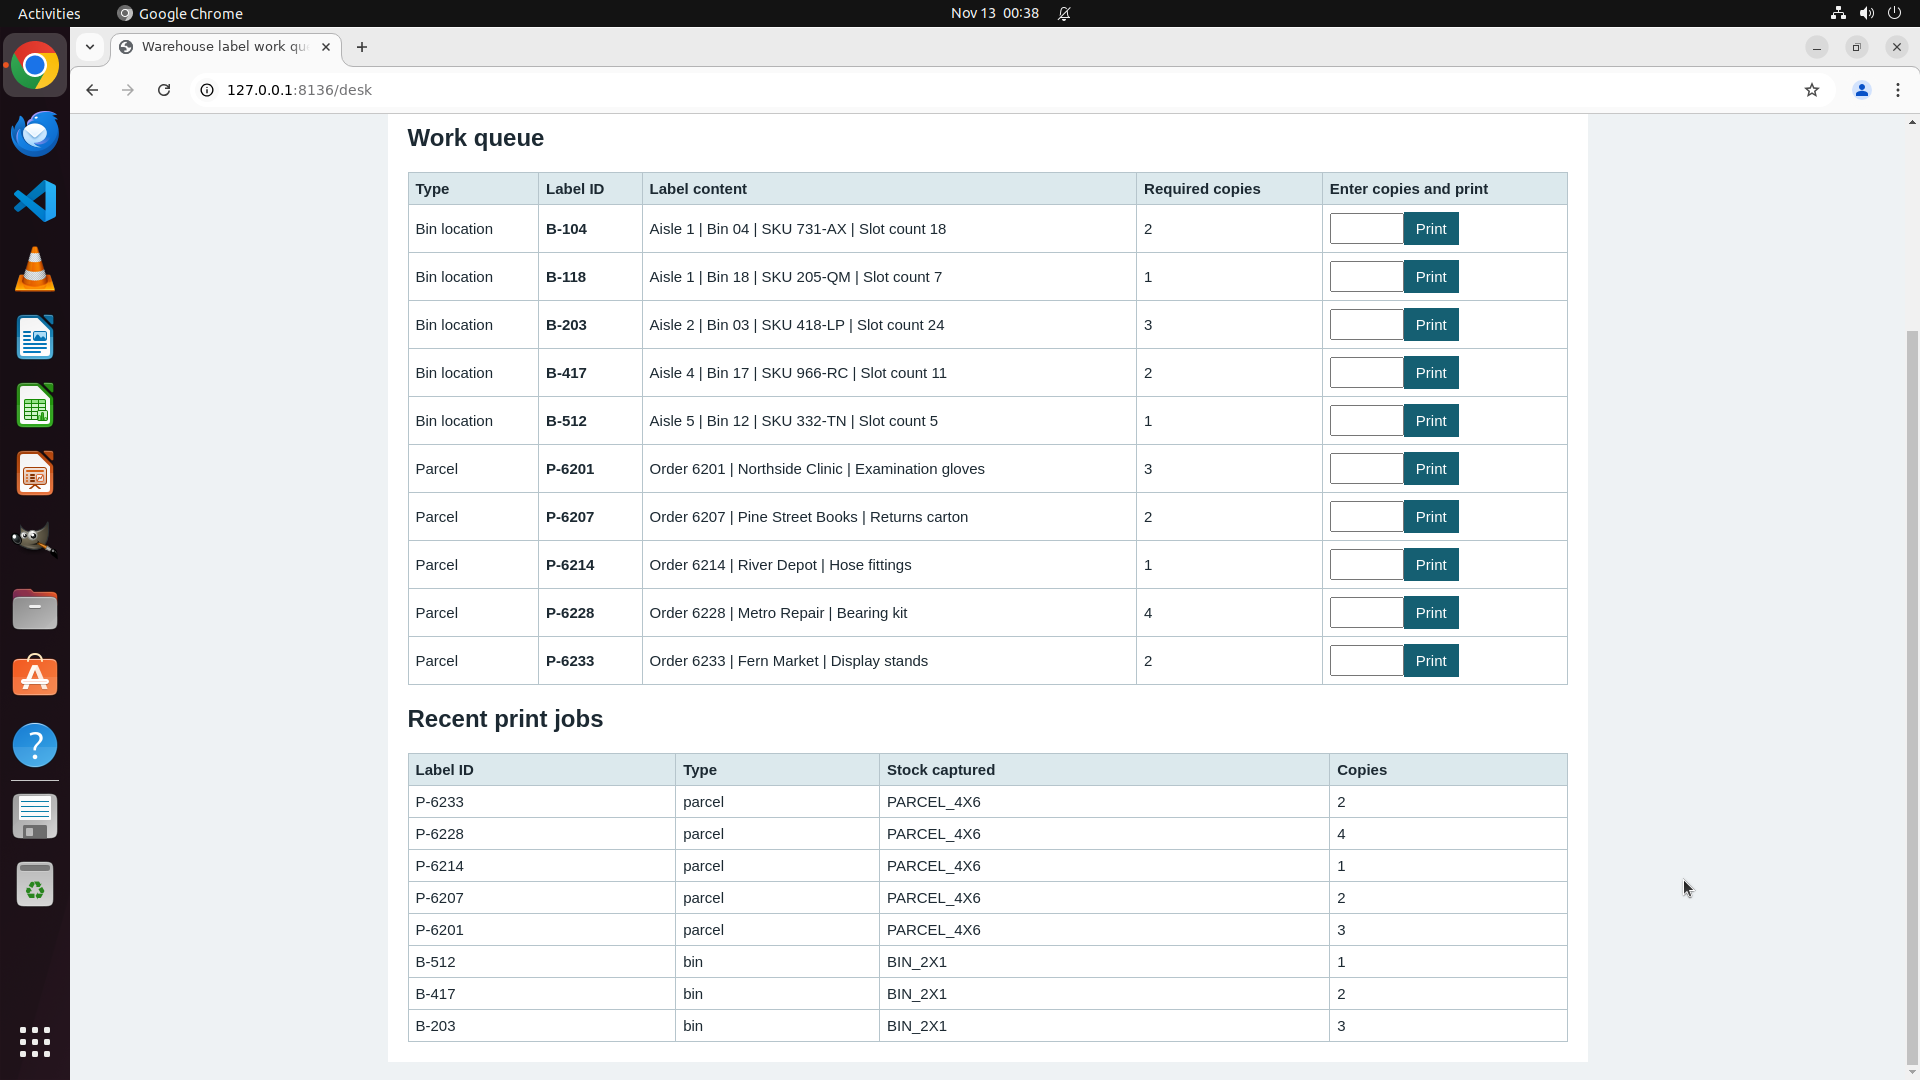 Activities
Google Chrome
Nov 13 00:38
Warehouse label work qu
127.0.0.1:8136/desk
Work queue
Type Label ID Label content Required copies Enter copies and print
Bin location B-104 Aisle 1 | Bin 04 | SKU 731-AX | Slot count 18 2 Print
Bin location B-118 Aisle 1 | Bin 18 | SKU 205-QM | Slot count 7 1 Print
Bin location B-203 Aisle 2 | Bin 03 | SKU 418-LP | Slot count 24 3 Print
Bin location B-417 Aisle 4 | Bin 17 | SKU 966-RC | Slot count 11 2 Print
Bin location B-512 Aisle 5 | Bin 12 | SKU 332-TN | Slot count 5 1 Print
Parcel P-6201 Order 6201 | Northside Clinic | Examination gloves 3 Print
Parcel P-6207 Order 6207 | Pine Street Books | Returns carton 2 Print
Parcel P-6214 Order 6214 | River Depot | Hose fittings 1 Print
Parcel P-6228 Order 6228 | Metro Repair | Bearing kit 4 Print
Parcel P-6233 Order 6233 | Fern Market | Display stands 2 Print
Recent print jobs
Label ID Type Stock captured Copies
P-6233 parcel PARCEL_4X6 2
P-6228 parcel PARCEL_4X6 4
P-6214 parcel PARCEL_4X6 1
P-6207 parcel PARCEL_4X6 2
P-6201 parcel PARCEL_4X6 3
B-512 bin BIN_2X1 1
B-417 bin BIN_2X1 2
B-203 bin BIN_2X1 3